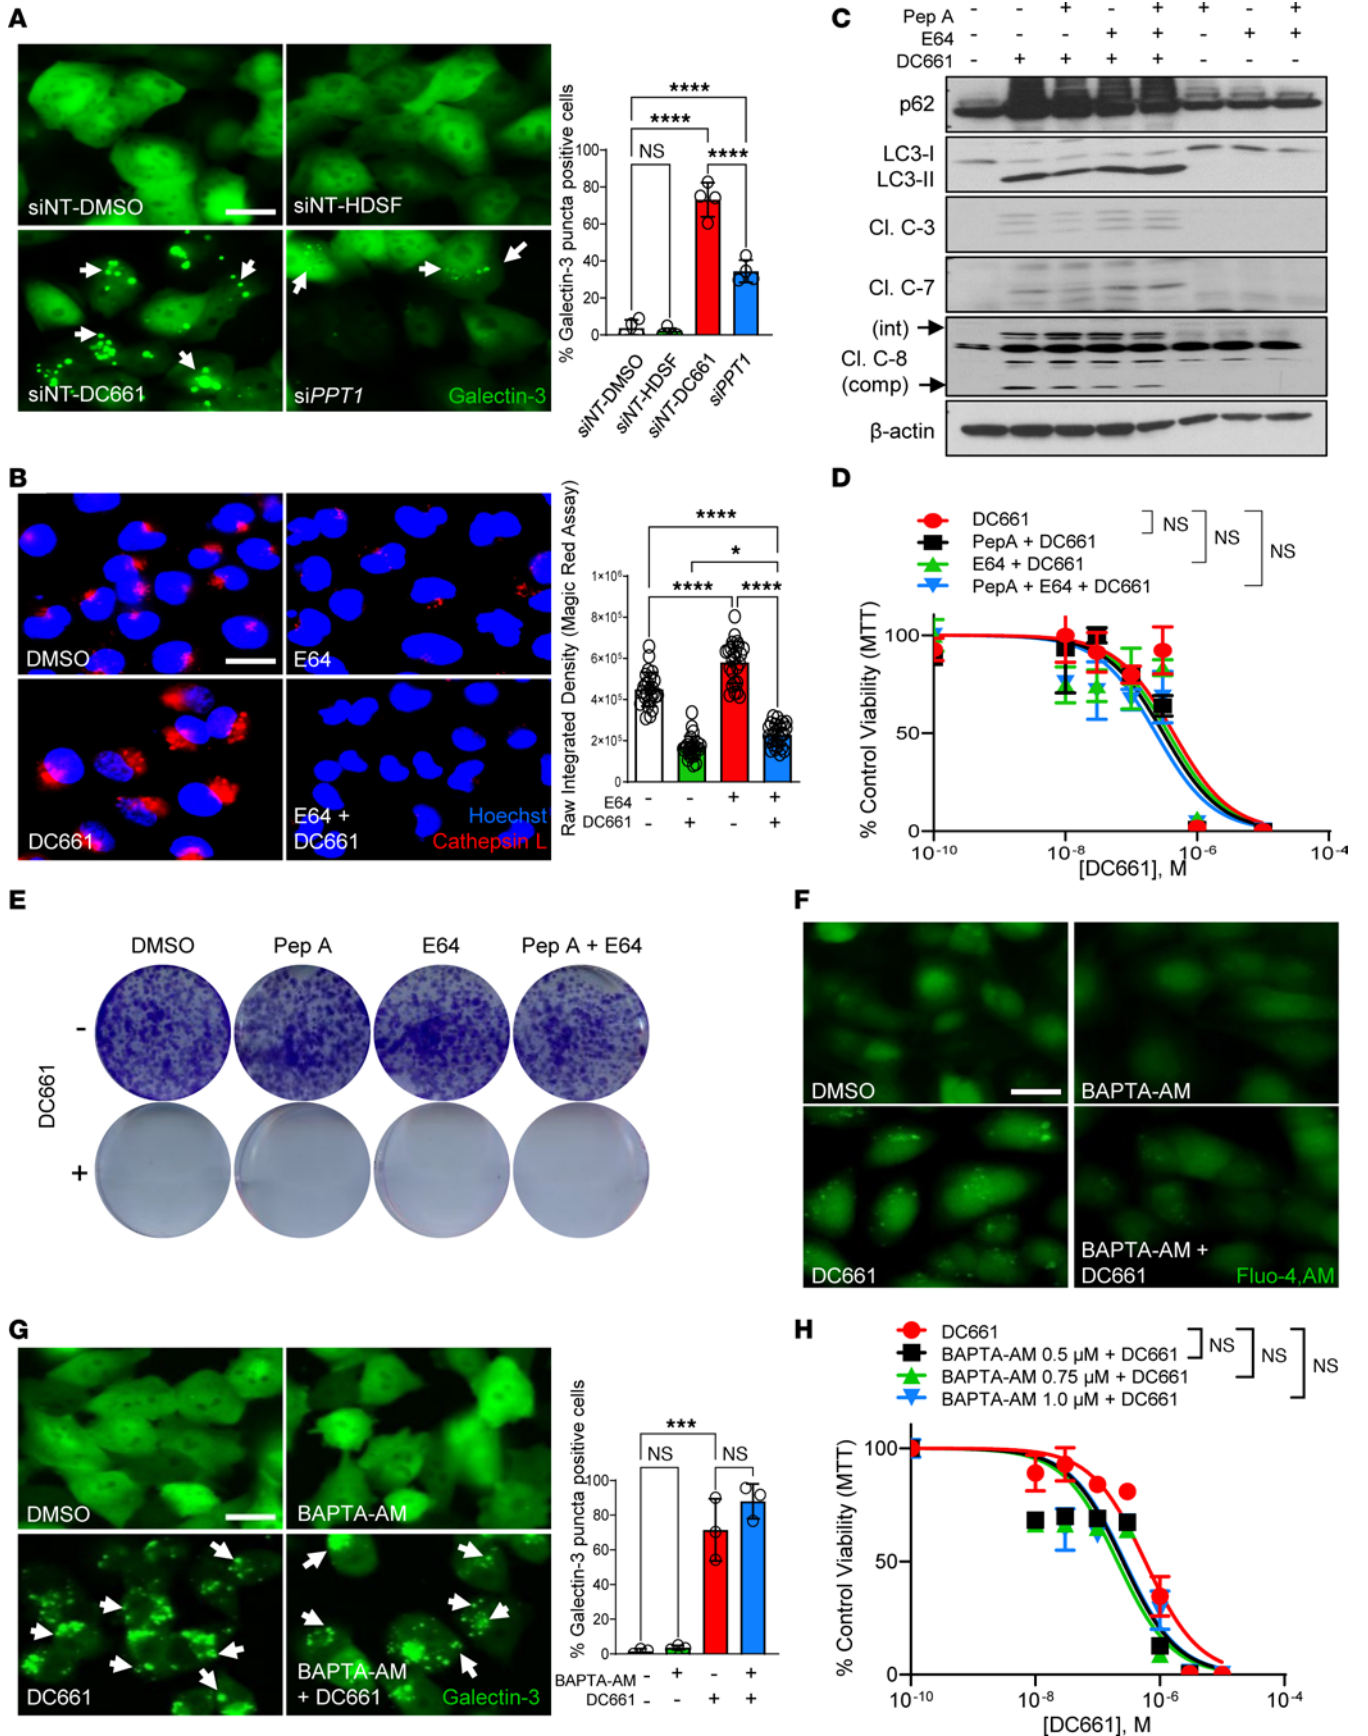 A
siNT-DMSO
siNT-HDSF
siNT-DC661
siPPT1
Galectin-3
% Galectin-3 puncta positive cells
100
80
60
40
20
0
NS
****
****
****
siNT-DMSO
siNT-HDSF
siNT-DC661
siPPT1
B
DMSO
E64
DC661
E64 +
DC661
Hoechst
Cathepsin L
Raw Integrated Density (Magic Red Assay)
1×10⁶
8×10⁵
6×10⁵
4×10⁵
2×10⁵
0
****
*
**** ****
E64 - - + +
DC661 - + - +
C
Pep A - - + - + + - +
E64 - - - + + - + +
DC661 - + + + + - - -
p62
LC3-I
LC3-II
Cl. C-3
Cl. C-7
(int)
Cl. C-8
(comp)
β-actin
D
DC661
PepA + DC661
E64 + DC661
PepA + E64 + DC661
NS
NS
NS
% Control Viability (MTT)
100
50
0
10⁻¹⁰ 10⁻⁸ 10⁻⁶ 10⁻⁴
[DC661], M
E
DMSO Pep A E64 Pep A + E64
DC661
-
+
F
DMSO
BAPTA-AM
DC661
BAPTA-AM +
DC661
Fluo-4,AM
G
DMSO
BAPTA-AM
DC661
BAPTA-AM
+ DC661
Galectin-3
% Galectin-3 puncta positive cells
100
80
60
40
20
0
***
NS NS
BAPTA-AM - + - +
DC661 - - + +
H
DC661
BAPTA-AM 0.5 µM + DC661
BAPTA-AM 0.75 µM + DC661
BAPTA-AM 1.0 µM + DC661
NS
NS
NS
% Control Viability (MTT)
100
50
0
10⁻¹⁰ 10⁻⁸ 10⁻⁶ 10⁻⁴
[DC661], M